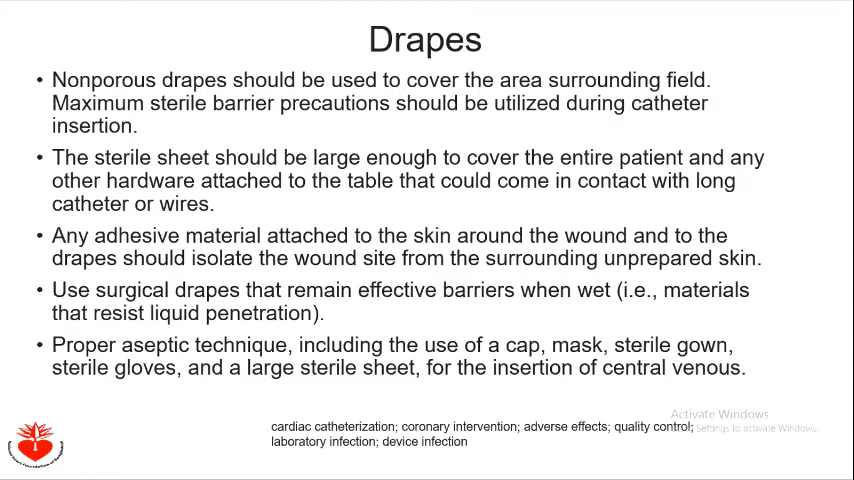 Drapes
• Nonporous drapes should be used to cover the area surrounding field.
Maximum sterile barrier precautions should be utilized during catheter
insertion.
• The sterile sheet should be large enough to cover the entire patient and any
other hardware attached to the table that could come in contact with long
catheter or wires.
• Any adhesive material attached to the skin around the wound and to the
drapes should isolate the wound site from the surrounding unprepared skin.
• Use surgical drapes that remain effective barriers when wet (i.e., materials
that resist liquid penetration).
• Proper aseptic technique, including the use of a cap, mask, sterile gown,
sterile gloves, and a large sterile sheet, for the insertion of central venous.
Activate Windows
cardiac catheterization; coronary intervention; adverse effects; quality control;
Settings to activate Windows.
laboratory infection; device infection